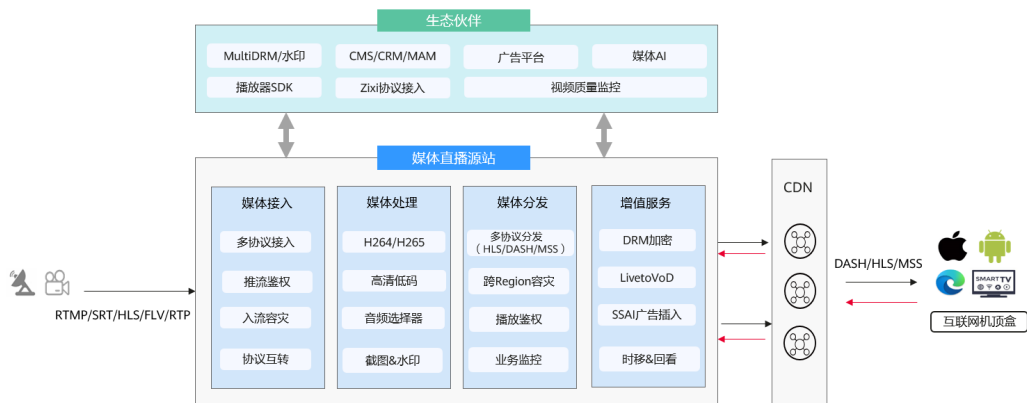 生态伙伴
MultiDRM/水印
CMS/CRM/MAM
广告平台
媒体AI
播放器SDK
Zixi协议接入
视频质量监控
媒体直播源站
媒体接入
多协议接入
推流鉴权
入流容灾
协议互转
媒体处理
H264/H265
高清低码
音频选择器
截图&水印
媒体分发
多协议分发
（HLS/DASH/MSS）
跨Region容灾
播放鉴权
业务监控
增值服务
DRM加密
LivetoVoD
SSAI广告插入
时移&回看
RTMP/SRT/HLS/FLV/RTP
CDN
DASH/HLS/MSS
SMART TV
互联网机顶盒